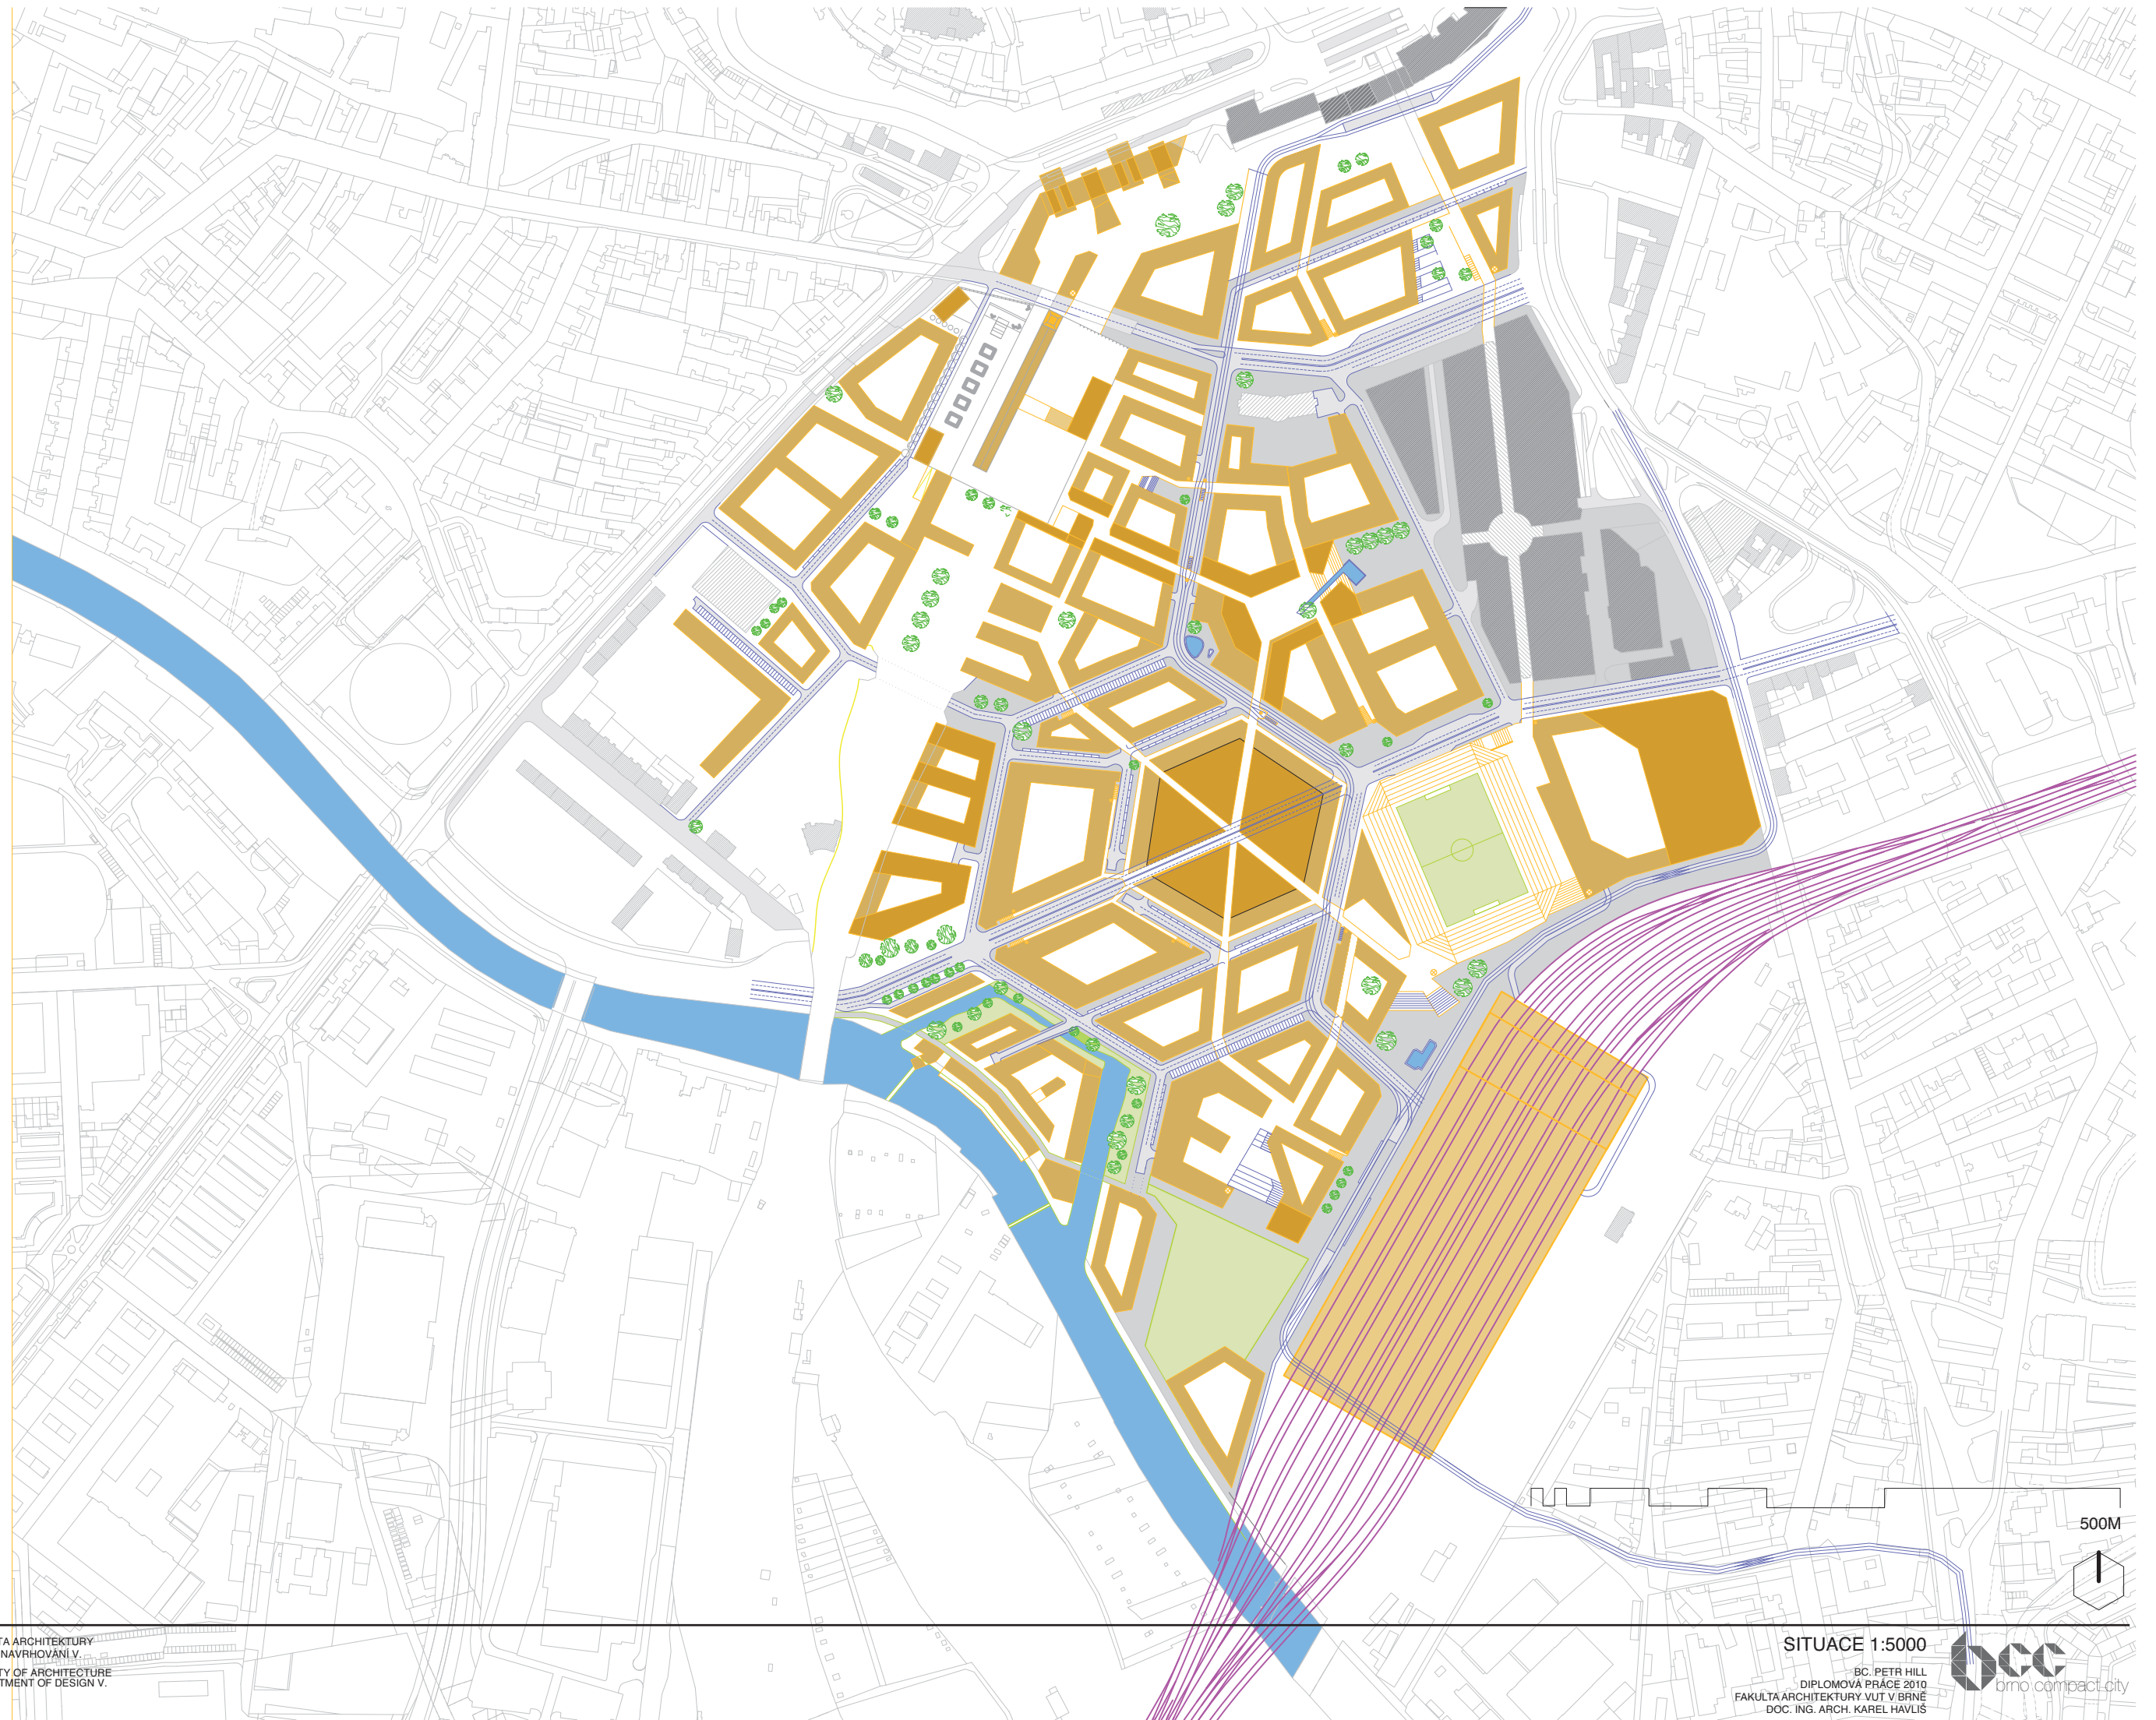 500M
TA ARCHITEKTURY
NAVRHOVÁNÍ V.
TY OF ARCHITECTURE
TMENT OF DESIGN V.
SITUACE 1:5000
BC. PETR HILL
DIPLOMOVÁ PRÁCE 2010
FAKULTA ARCHITEKTURY VUT V BRNĚ
DOC. ING. ARCH. KAREL HAVLIŠ
bcc
brno compact city